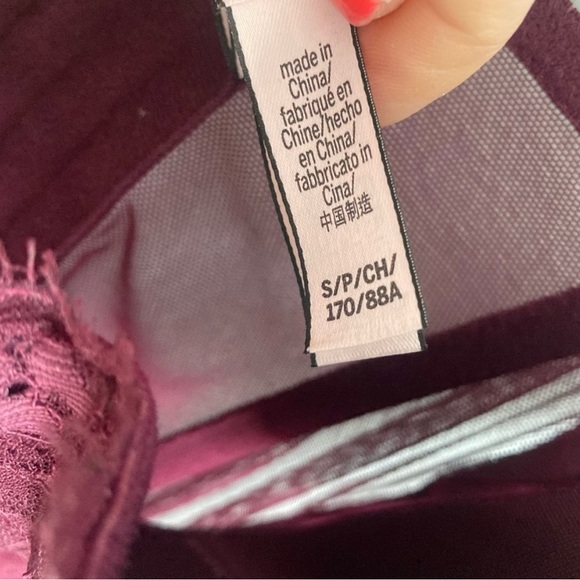 made in
China/
fabriqué en
Chine/hecho
en China/
fabbricato in
Cina/
中国制造
S/P/CH/
170/88A